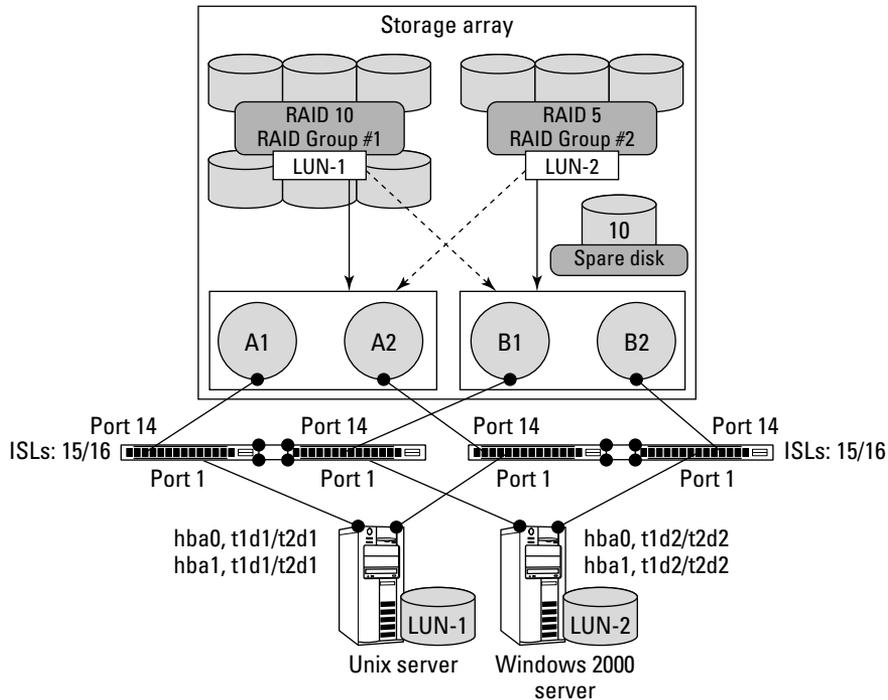 Storage array
RAID 10
RAID Group #1
LUN-1
RAID 5
RAID Group #2
LUN-2
10
Spare disk
A1
A2
B1
B2
Port 14
Port 14
Port 14
Port 14
ISLs: 15/16
ISLs: 15/16
Port 1
Port 1
Port 1
Port 1
hba0, t1d1/t2d1
hba1, t1d1/t2d1
hba0, t1d2/t2d2
hba1, t1d2/t2d2
LUN-1
LUN-2
Unix server
Windows 2000
server